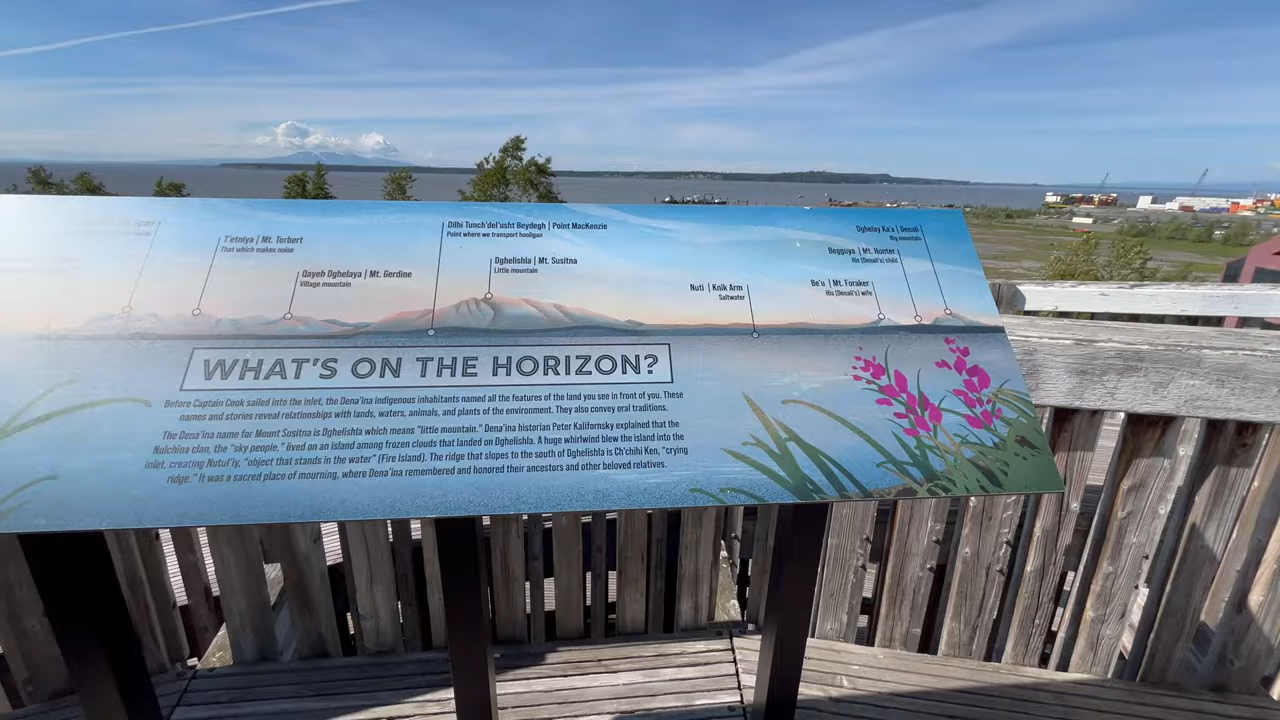 T'etniya | Mt. Torbert
That which makes noise
Qayeh Dghelaya | Mt. Gerdine
Village mountain
Dilhi Tunch'del'usht Beydegh | Point MacKenzie
Point where we transport hooligan
Dghelishla | Mt. Susitna
Little mountain
Nuti | Knik Arm
Saltwater
Be'u | Mt. Foraker
His (Denali's) wife
Begguya | Mt. Hunter
His (Denali's) child
Dghelay Ka'a | Denali
Big mountain
WHAT'S ON THE HORIZON?
Before Captain Cook sailed into the inlet, the Dena'ina indigenous inhabitants named all the features of the land you see in front of you. These
names and stories reveal relationships with lands, waters, animals, and plants of the environment. They also convey oral traditions.
The Dena'ina name for Mount Susitna is Dghelishla which means "little mountain." Dena'ina historian Peter Kalifornsky explained that the
Nulchina clan, the "sky people," lived on an island among frozen clouds that landed on Dghelishla. A huge whirlwind blew the island into the
inlet, creating Nutul'iy, "object that stands in the water" (Fire Island). The ridge that slopes to the south of Dghelishla is Ch'chihi Ken, "crying
ridge." It was a sacred place of mourning, where Dena'ina remembered and honored their ancestors and other beloved relatives.